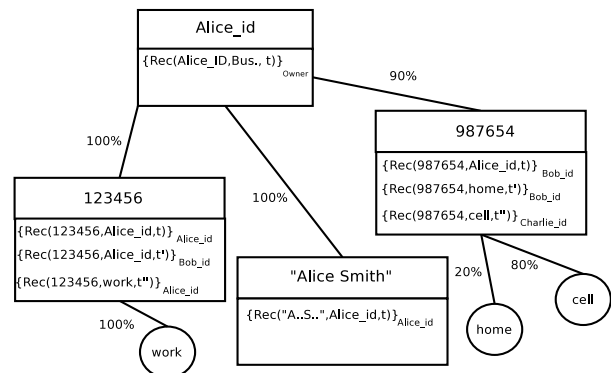 Alice_id
{Rec(Alice_ID,Bus., t)}
Owner
90%
100%
100%
987654
{Rec(987654,Alice_id,t)}Bob_id
{Rec(987654,home,t')}Bob_id
{Rec(987654,cell,t")}Charlie_id
123456
{Rec(123456,Alice_id,t)}Alice_id
{Rec(123456,Alice_id,t')}Bob_id
{Rec(123456,work,t")}Alice_id
"Alice Smith"
{Rec("A..S..",Alice_id,t)}Alice_id
20%
80%
100%
work
home
cell